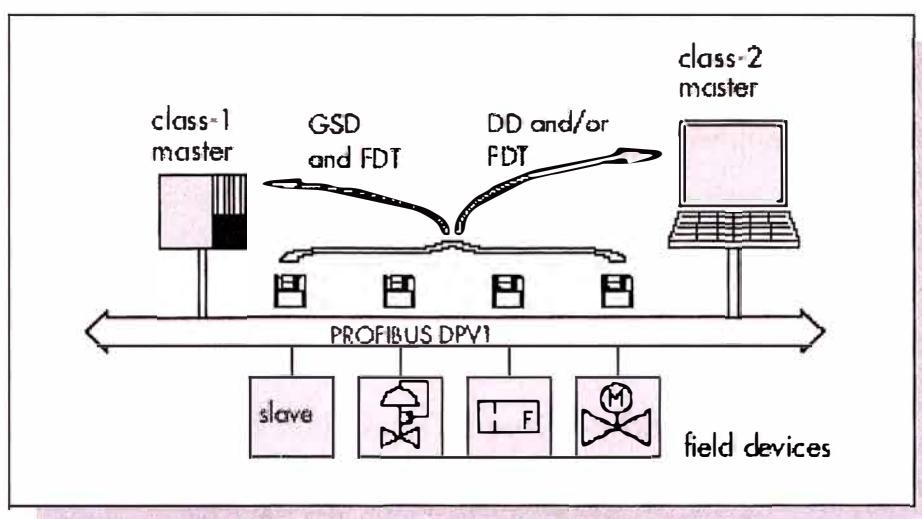 class-1
master
GSD
and FDT
DD and/or
FDT
class-2
master
PROFIBUS DPV1
slave
F
M
field devices